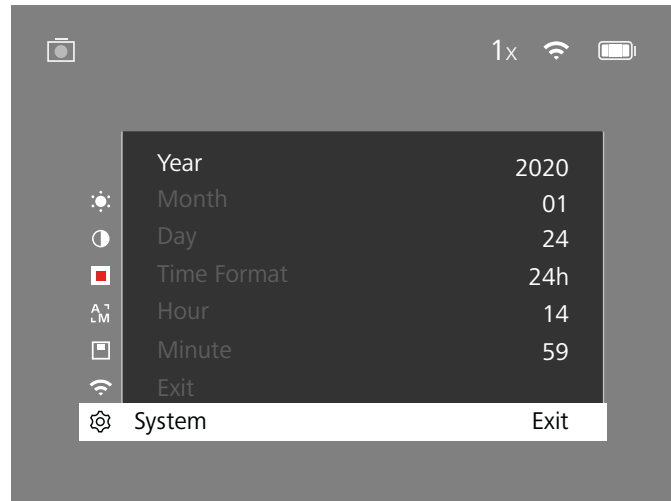 1x
Year 2020
Month 01
Day 24
Time Format 24h
Hour 14
Minute 59
Exit
A M
System Exit